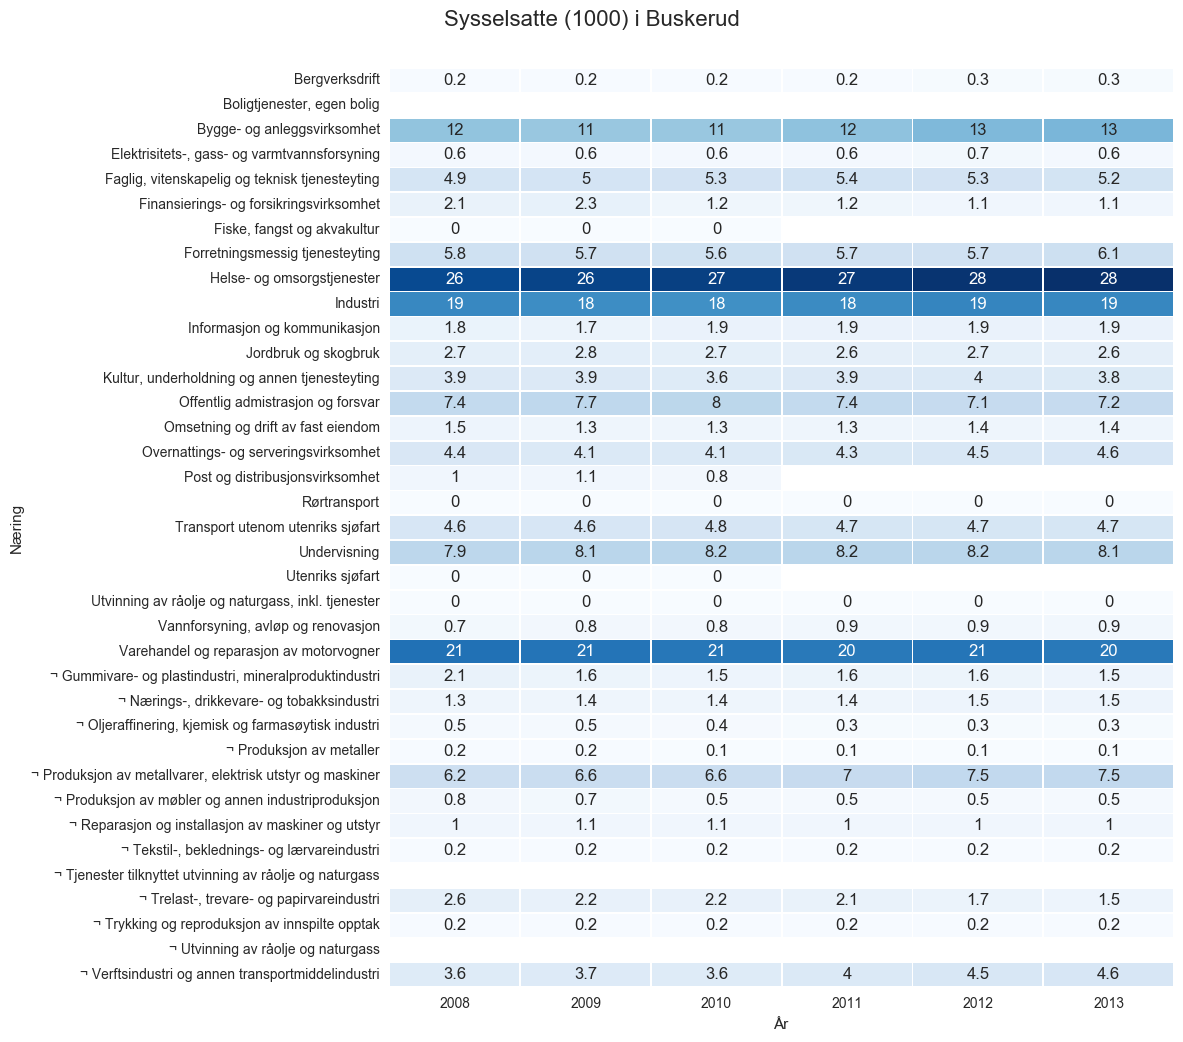 Sysselsatte (1000) i Buskerud
Bergverksdrift 0.2 0.2 0.2 0.2 0.3 0.3
Boligtjenester, egen bolig
Bygge- og anleggsvirksomhet 12 11 11 12 13 13
Elektrisitets-, gass- og varmtvannsforsyning 0.6 0.6 0.6 0.6 0.7 0.6
Faglig, vitenskapelig og teknisk tjenesteyting 4.9 5 5.3 5.4 5.3 5.2
Finansierings- og forsikringsvirksomhet 2.1 2.3 1.2 1.2 1.1 1.1
Fiske, fangst og akvakultur 0 0 0
Forretningsmessig tjenesteyting 5.8 5.7 5.6 5.7 5.7 6.1
Helse- og omsorgstjenester 26 26 27 27 28 28
Industri 19 18 18 18 19 19
Informasjon og kommunikasjon 1.8 1.7 1.9 1.9 1.9 1.9
Jordbruk og skogbruk 2.7 2.8 2.7 2.6 2.7 2.6
Kultur, underholdning og annen tjenesteyting 3.9 3.9 3.6 3.9 4 3.8
Offentlig admistrasjon og forsvar 7.4 7.7 8 7.4 7.1 7.2
Omsetning og drift av fast eiendom 1.5 1.3 1.3 1.3 1.4 1.4
Overnattings- og serveringsvirksomhet 4.4 4.1 4.1 4.3 4.5 4.6
Post og distribusjonsvirksomhet 1 1.1 0.8
Rørtransport 0 0 0 0 0 0
Transport utenom utenriks sjøfart 4.6 4.6 4.8 4.7 4.7 4.7
Undervisning 7.9 8.1 8.2 8.2 8.2 8.1
Utenriks sjøfart 0 0 0
Utvinning av råolje og naturgass, inkl. tjenester 0 0 0 0 0 0
Vannforsyning, avløp og renovasjon 0.7 0.8 0.8 0.9 0.9 0.9
Varehandel og reparasjon av motorvogner 21 21 21 20 21 20
¬ Gummivare- og plastindustri, mineralproduktindustri 2.1 1.6 1.5 1.6 1.6 1.5
¬ Nærings-, drikkevare- og tobakksindustri 1.3 1.4 1.4 1.4 1.5 1.5
¬ Oljeraffinering, kjemisk og farmasøytisk industri 0.5 0.5 0.4 0.3 0.3 0.3
¬ Produksjon av metaller 0.2 0.2 0.1 0.1 0.1 0.1
¬ Produksjon av metallvarer, elektrisk utstyr og maskiner 6.2 6.6 6.6 7 7.5 7.5
¬ Produksjon av møbler og annen industriproduksjon 0.8 0.7 0.5 0.5 0.5 0.5
¬ Reparasjon og installasjon av maskiner og utstyr 1 1.1 1.1 1 1 1
¬ Tekstil-, beklednings- og lærvareindustri 0.2 0.2 0.2 0.2 0.2 0.2
¬ Tjenester tilknyttet utvinning av råolje og naturgass
¬ Trelast-, trevare- og papirvareindustri 2.6 2.2 2.2 2.1 1.7 1.5
¬ Trykking og reproduksjon av innspilte opptak 0.2 0.2 0.2 0.2 0.2 0.2
¬ Utvinning av råolje og naturgass
¬ Verftsindustri og annen transportmiddelindustri 3.6 3.7 3.6 4 4.5 4.6
2008 2009 2010 2011 2012 2013
År
Næring